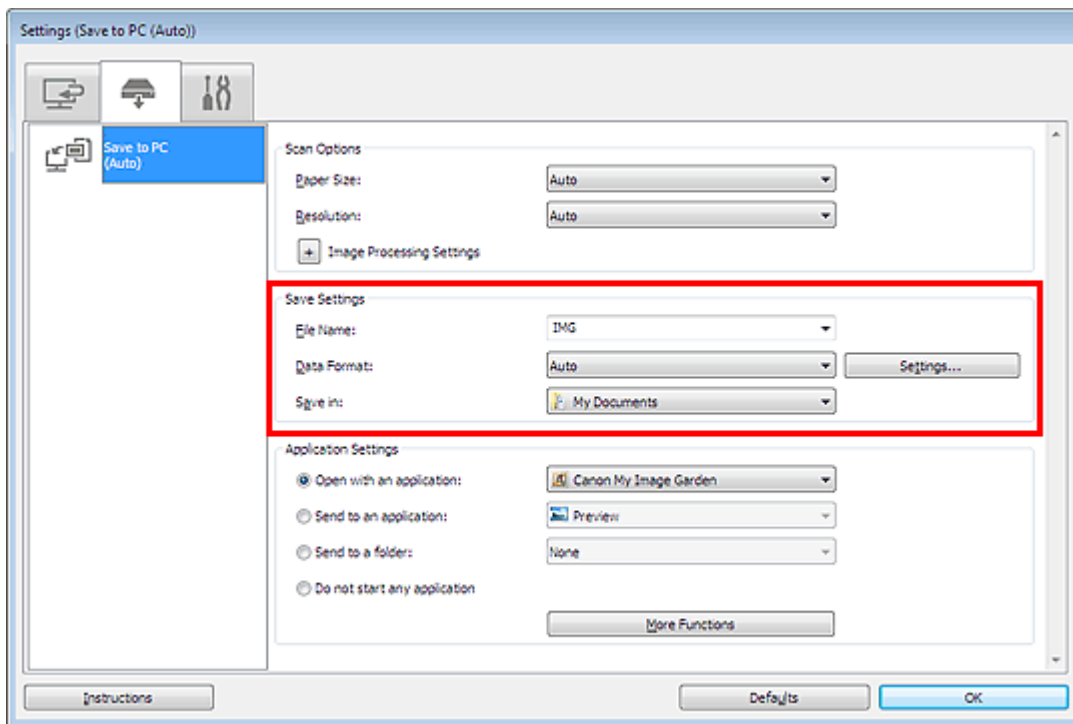 Settings (Save to PC (Auto))
Save to PC
(Auto)
Scan Options
Paper Size: Auto
Resolution: Auto
+ Image Processing Settings
Save Settings
File Name: IMG
Data Format: Auto Settings...
Save in: My Documents
Application Settings
Open with an application: Canon My Image Garden
Send to an application: Preview
Send to a folder: None
Do not start any application
More Functions
Instructions Defaults OK